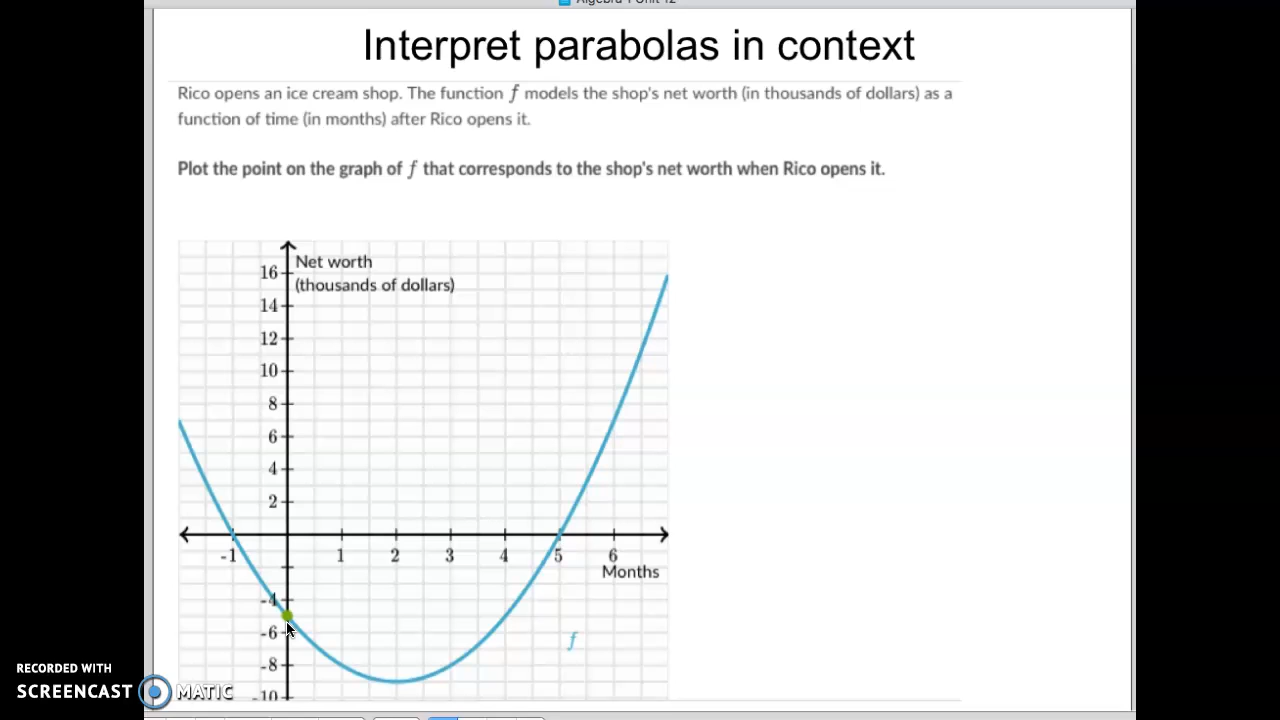 Algebra 1 Unit 12
Interpret parabolas in context
Rico opens an ice cream shop. The function f models the shop's net worth (in thousands of dollars) as a
function of time (in months) after Rico opens it.
Plot the point on the graph of f that corresponds to the shop's net worth when Rico opens it.
Net worth
(thousands of dollars)
16
14
12
10
8
6
4
2
-1 1 2 3 4 5 6
Months
-4
-6
f
-8
-10
RECORDED WITH
SCREENCAST MATIC